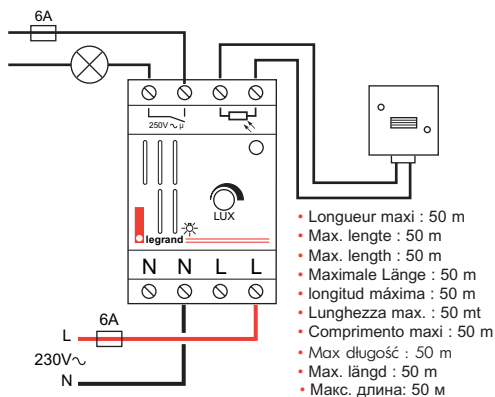 6A
250V ~ µ
LUX
legrand
N N L L
6A
L
230V~
N
• Longueur maxi : 50 m
• Max. lengte : 50 m
• Max. length : 50 m
• Maximale Länge : 50 m
• longitud máxima : 50 m
• Lunghezza max. : 50 mt
• Comprimento maxi : 50 m
• Max długość : 50 m
• Max. längd : 50 m
• Макс. длина: 50 м